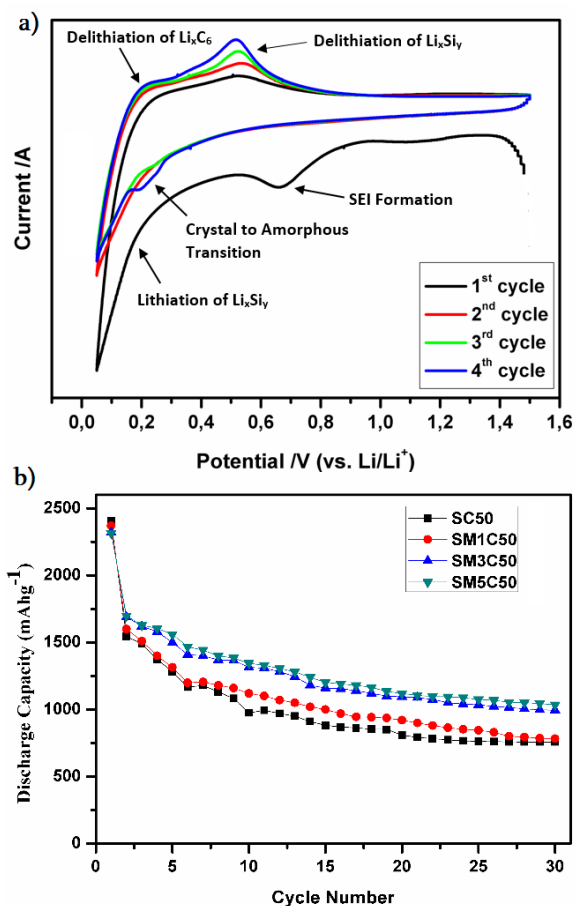 a)
Delithiation of LixC6
Delithiation of LixSiy
SEI Formation
Crystal to Amorphous
Transition
Lithiation of LixSiy
Current /A
1st cycle
2nd cycle
3rd cycle
4th cycle
0,0 0,2 0,4 0,6 0,8 1,0 1,2 1,4 1,6
Potential /V (vs. Li/Li+)
b)
SC50
SM1C50
SM3C50
SM5C50
2500
2000
1500
1000
500
0
Discharge Capacity (mAhg-1)
0 5 10 15 20 25 30
Cycle Number